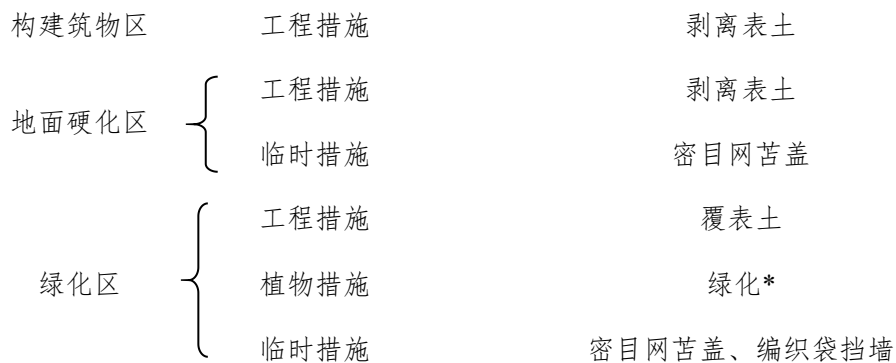 构建筑物区 工程措施 剥离表土
工程措施 剥离表土
地面硬化区
临时措施 密目网苫盖
工程措施 覆表土
绿化区 植物措施 绿化*
临时措施 密目网苫盖、编织袋挡墙